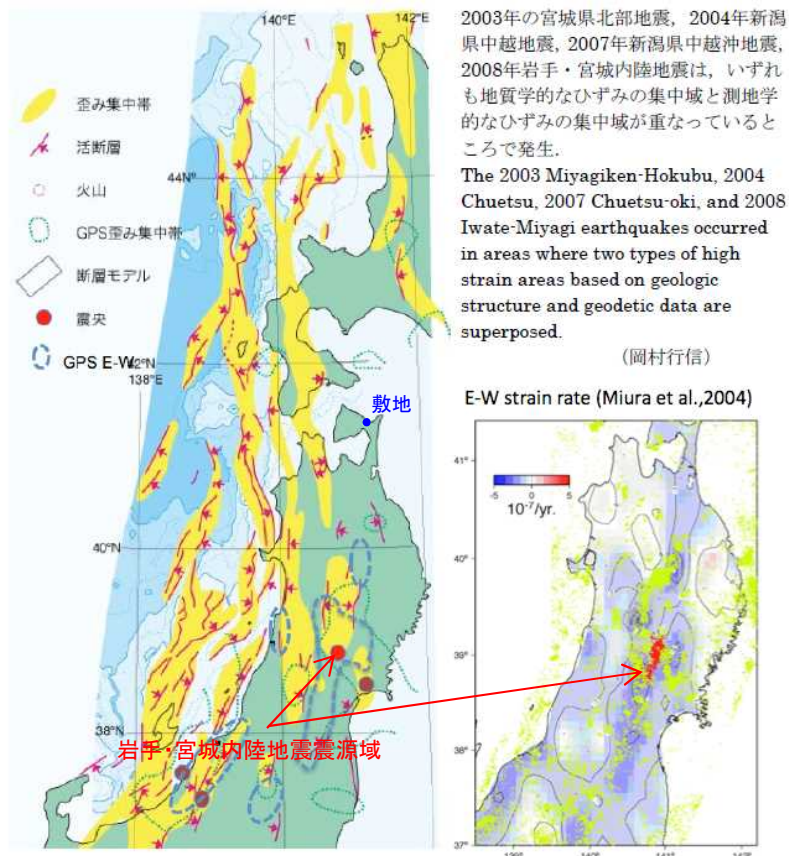 140°E
142°E
歪み集中帯
活断層
44N°
火山
GPS歪み集中帯
断層モデル
震央
GPS E-W
42°N
138°E
敷地
40°N
38°N
岩手・宮城内陸地震震源域
2003年の宮城県北部地震，2004年新潟
県中越地震, 2007年新潟県中越沖地震,
2008年岩手・宮城内陸地震は，いずれ
も地質学的なひずみの集中域と測地学
的なひずみの集中域が重なっていると
ころで発生.
The 2003 Miyagiken-Hokubu, 2004
Chuetsu, 2007 Chuetsu-oki, and 2008
Iwate-Miyagi earthquakes occurred
in areas where two types of high
strain areas based on geologic
structure and geodetic data are
superposed.
（岡村行信）
E-W strain rate (Miura et al.,2004)
41°
-5 0 5
10-7/yr.
40°
39°
38°
37°
139° 140° 141° 142°